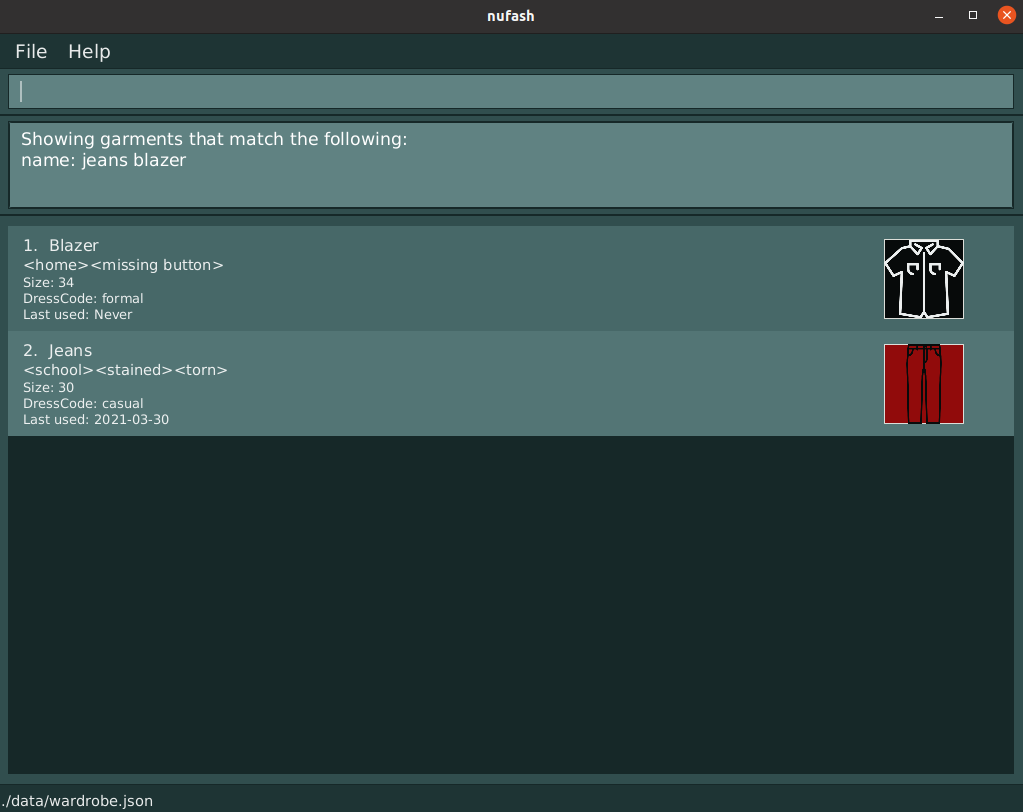 nufash
File Help
Showing garments that match the following:
name: jeans blazer
1. Blazer
<home><missing button>
Size: 34
DressCode: formal
Last used: Never
2. Jeans
<school><stained><torn>
Size: 30
DressCode: casual
Last used: 2021-03-30
./data/wardrobe.json